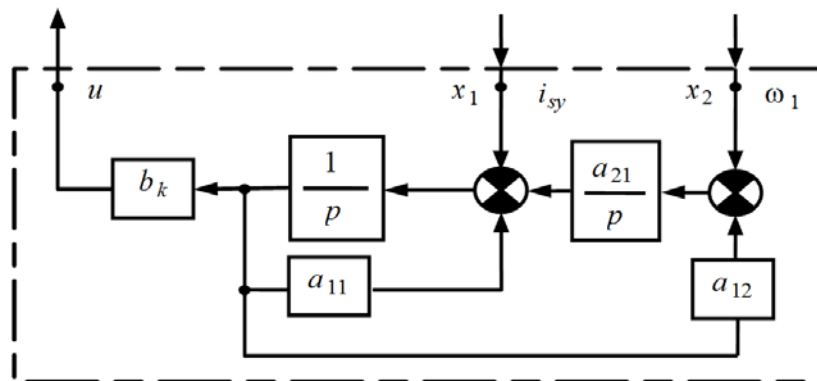 u
x1 isy x2 ω1
bk 1/p a21/p
a11 a12